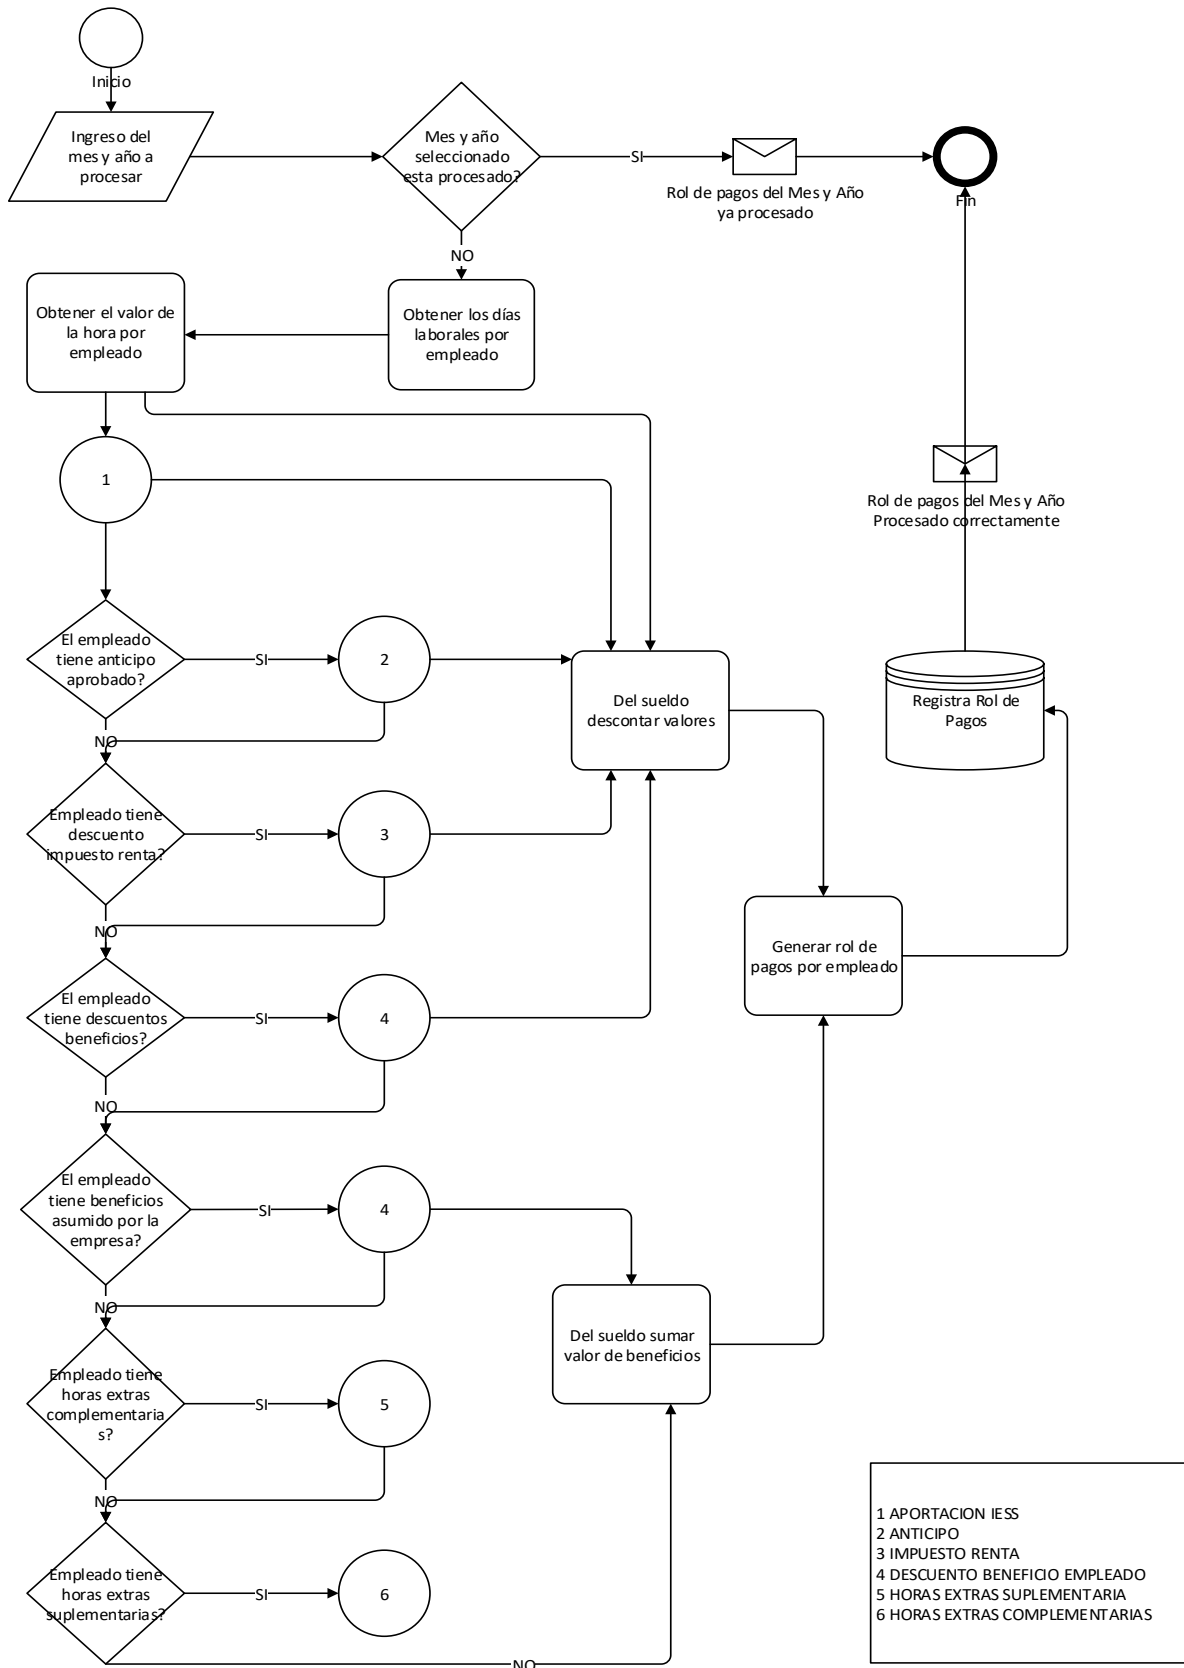 Inicio
Ingreso del
mes y año a
procesar
Mes y año
seleccionado
esta procesado?
SI
Rol de pagos del Mes y Año
ya procesado
Fin
NO
Obtener el valor de
la hora por
empleado
Obtener los días
laborales por
empleado
1
Rol de pagos del Mes y Año
Procesado correctamente
El empleado
tiene anticipo
aprobado?
SI
2
Del sueldo
descontar valores
Registra Rol de
Pagos
NO
Empleado tiene
descuento
impuesto renta?
SI
3
NO
Generar rol de
pagos por empleado
El empleado
tiene descuentos
beneficios?
SI
4
NO
El empleado
tiene beneficios
asumido por la
empresa?
SI
4
NO
Del sueldo sumar
valor de beneficios
Empleado tiene
horas extras
complementaria
s?
SI
5
NO
Empleado tiene
horas extras
suplementarias?
SI
6
NO
1 APORTACION IESS
2 ANTICIPO
3 IMPUESTO RENTA
4 DESCUENTO BENEFICIO EMPLEADO
5 HORAS EXTRAS SUPLEMENTARIA
6 HORAS EXTRAS COMPLEMENTARIAS